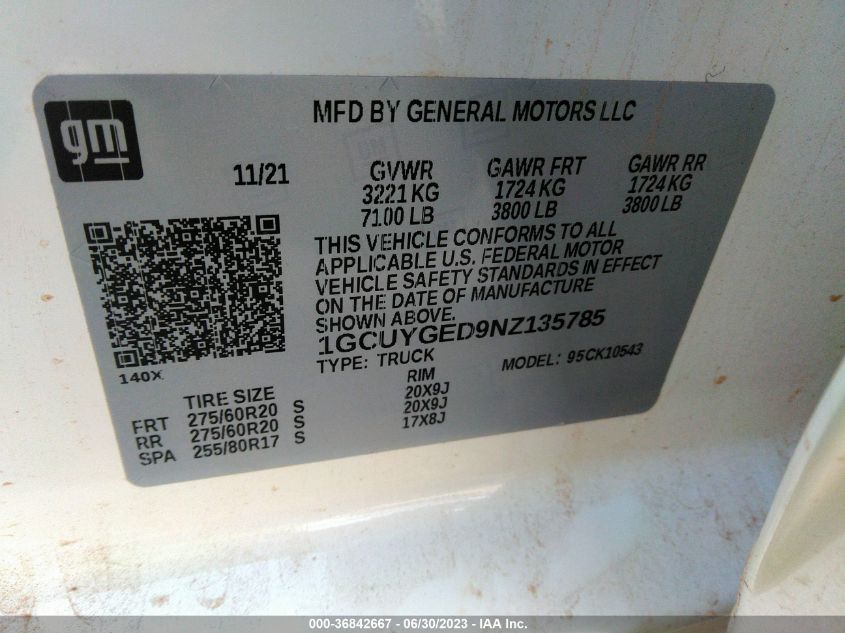 gm
MFD BY GENERAL MOTORS LLC
11/21 GVWR GAWR FRT GAWR RR
3221 KG 1724 KG 1724 KG
7100 LB 3800 LB 3800 LB
THIS VEHICLE CONFORMS TO ALL
APPLICABLE U.S. FEDERAL MOTOR
VEHICLE SAFETY STANDARDS IN EFFECT
ON THE DATE OF MANUFACTURE
SHOWN ABOVE.
1GCUYGED9NZ135785
TYPE: TRUCK MODEL: 95CK10543
140X
TIRE SIZE RIM
FRT 275/60R20 S 20X9J
RR 275/60R20 S 20X9J
SPA 255/80R17 S 17X8J
000-36842667 - 06/30/2023 - IAA Inc.